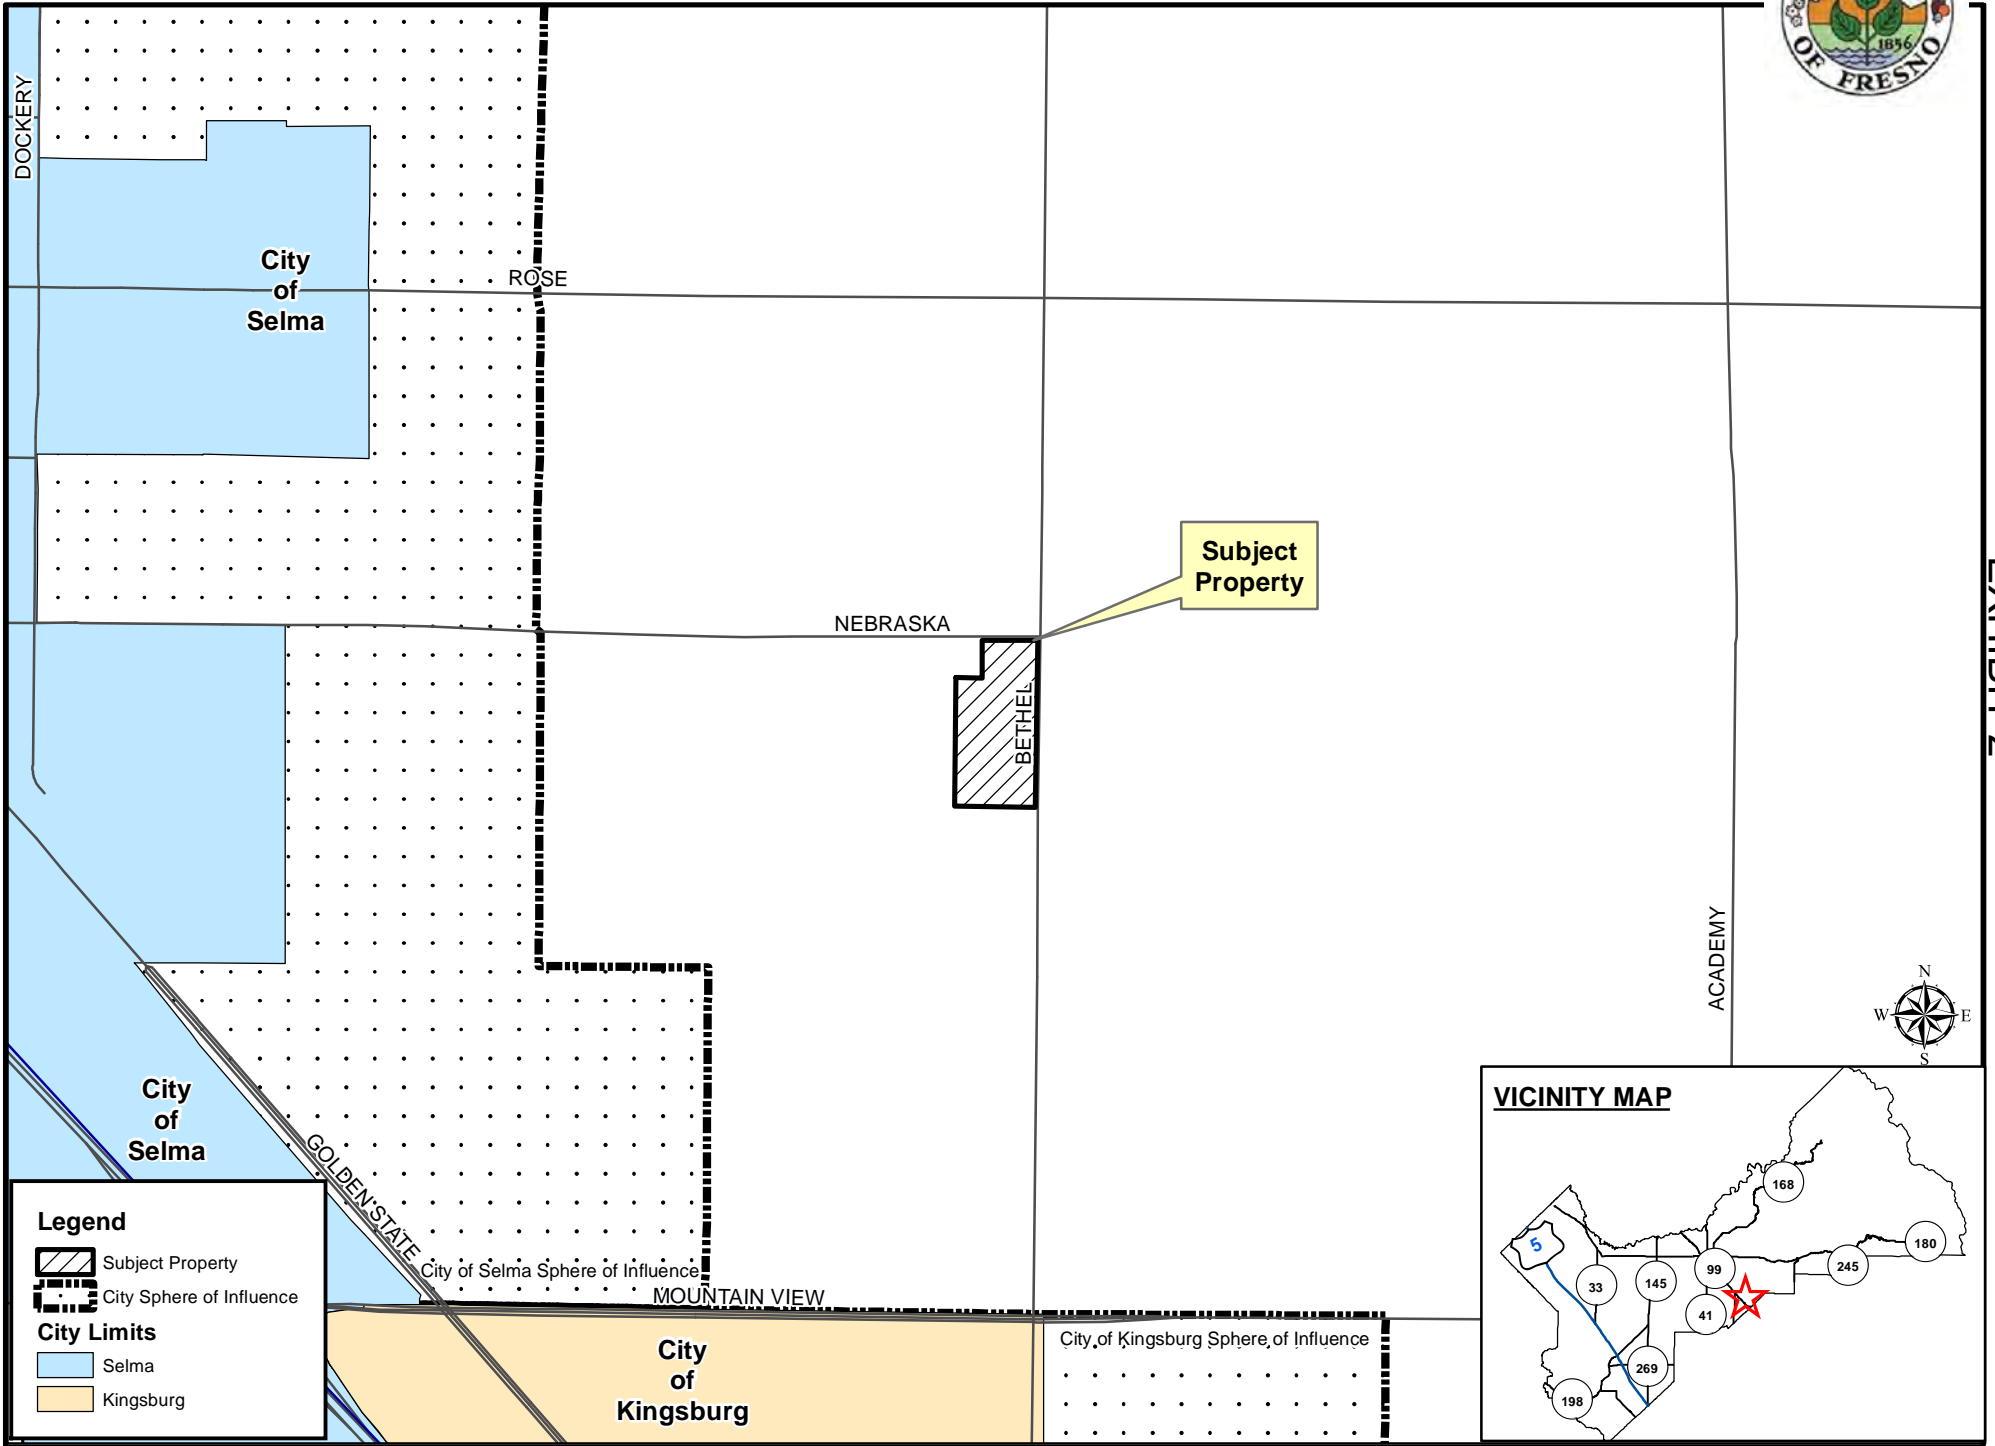 1856
OF FRESNO
DOCKERY
City
of
Selma
ROSE
Subject
Property
NEBRASKA
BETHEL
ACADEMY
N
W E
S
City
of
Selma
GOLDEN STATE
City of Selma Sphere of Influence
MOUNTAIN VIEW
City of Kingsburg Sphere of Influence
City
of
Kingsburg
Legend
Subject Property
City Sphere of Influence
City Limits
Selma
Kingsburg
VICINITY MAP
168
5
180
245
99
33
145
41
269
198